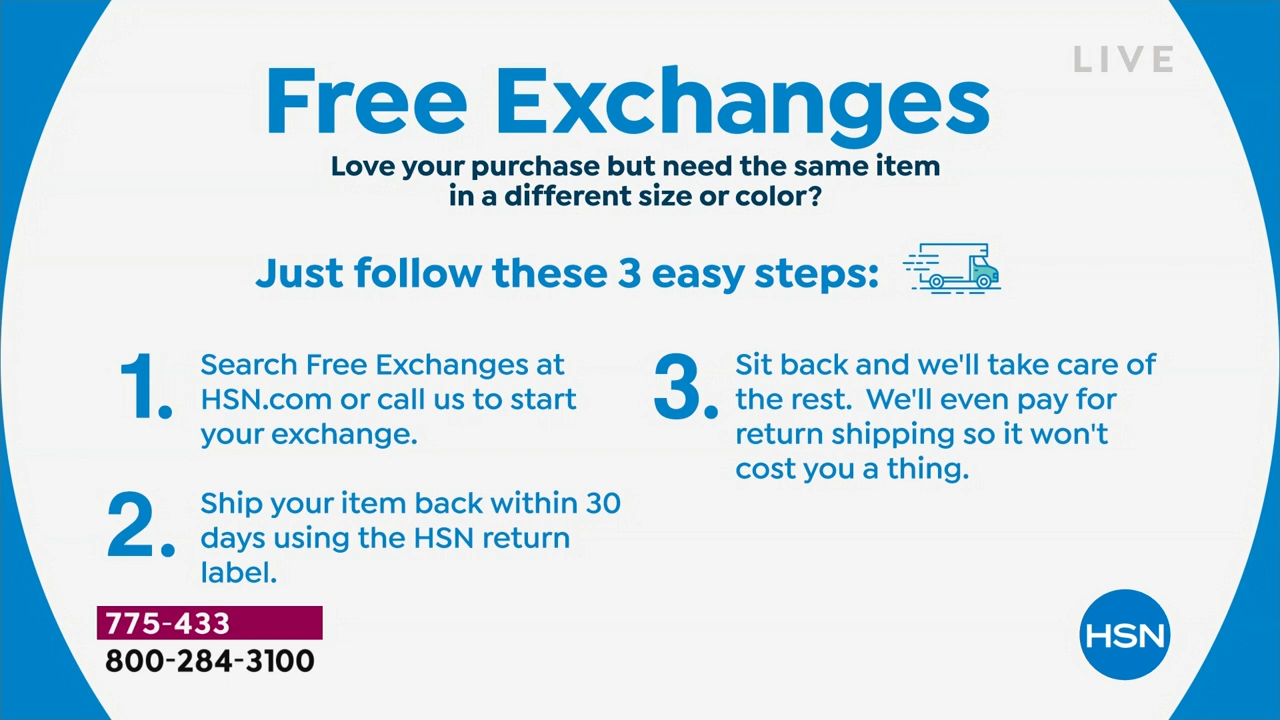 LIVE
Free Exchanges
Love your purchase but need the same item
in a different size or color?
Just follow these 3 easy steps:
1. Search Free Exchanges at
HSN.com or call us to start
your exchange.
2. Ship your item back within 30
days using the HSN return
label.
3. Sit back and we'll take care of
the rest.  We'll even pay for
return shipping so it won't
cost you a thing.
775-433
800-284-3100
HSN